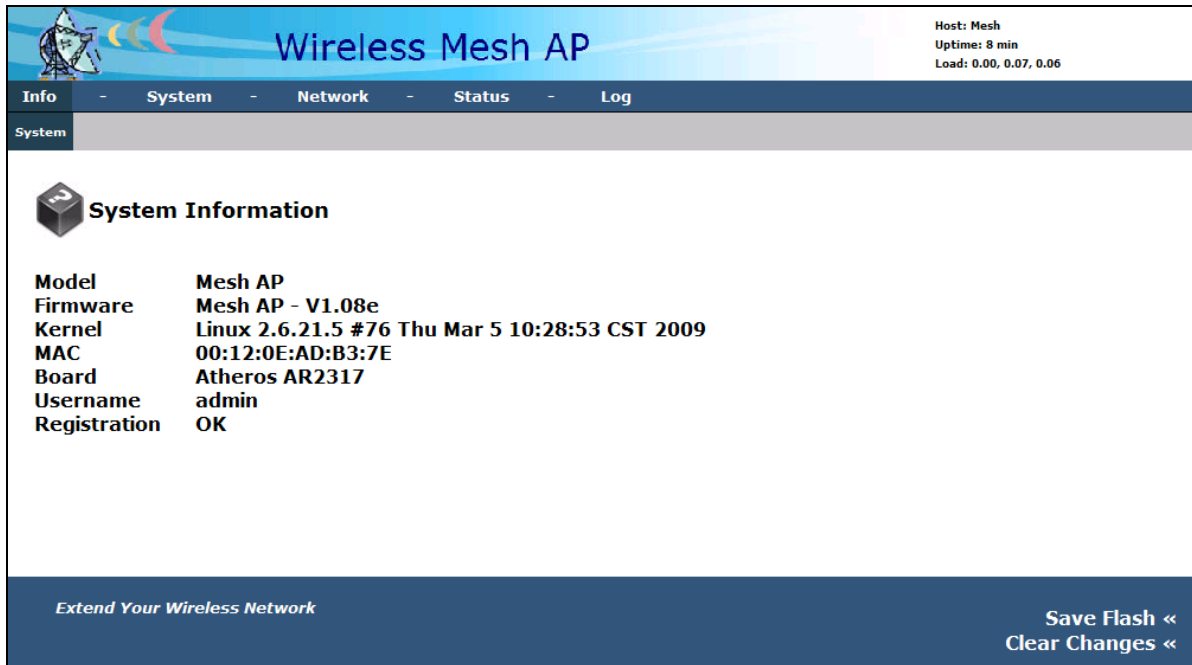 Wireless Mesh AP
Host: Mesh
Uptime: 8 min
Load: 0.00, 0.07, 0.06
Info - System - Network - Status - Log
System
System Information
Model Mesh AP
Firmware Mesh AP - V1.08e
Kernel Linux 2.6.21.5 #76 Thu Mar 5 10:28:53 CST 2009
MAC 00:12:0E:AD:B3:7E
Board Atheros AR2317
Username admin
Registration OK
Extend Your Wireless Network
Save Flash «
Clear Changes «